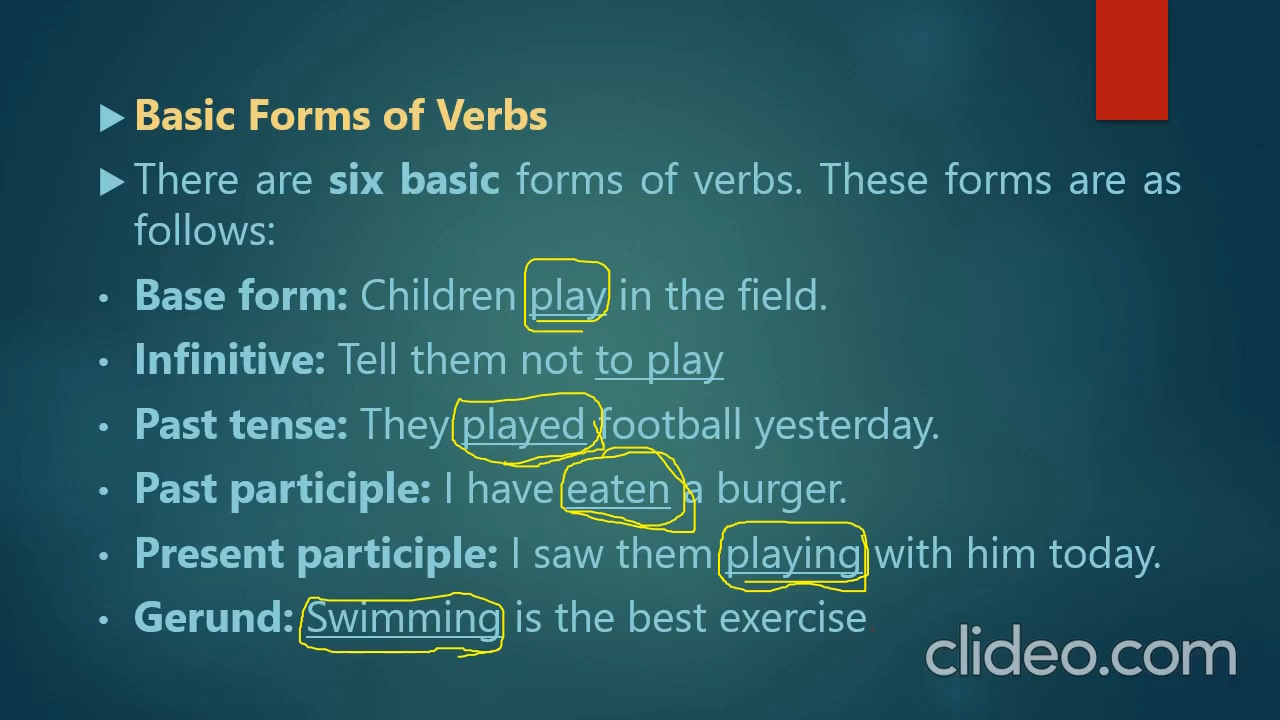 Basic Forms of Verbs
There are six basic forms of verbs. These forms are as
follows:
Base form: Children play in the field.
Infinitive: Tell them not to play
Past tense: They played football yesterday.
Past participle: I have eaten a burger.
Present participle: I saw them playing with him today.
Gerund: Swimming is the best exercise.
clideo.com